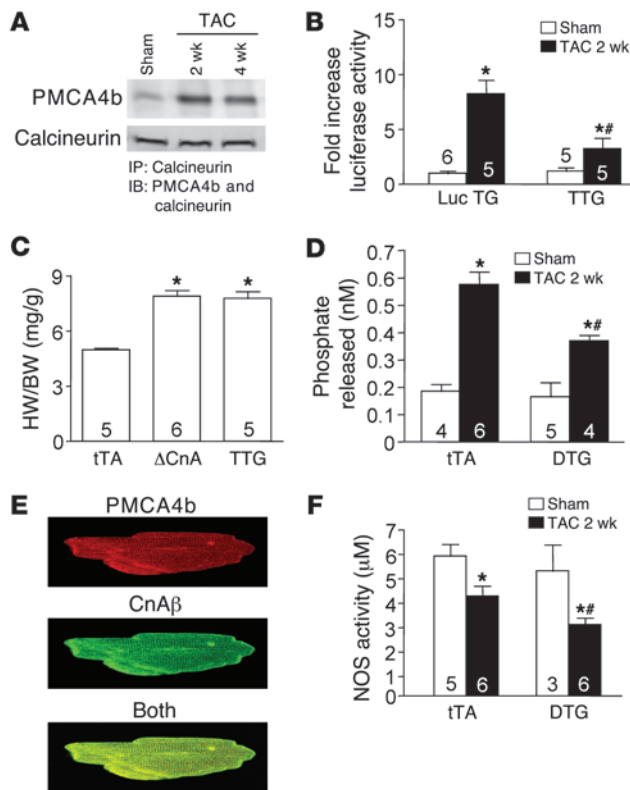 A
TAC
Sham
2 wk
4 wk
PMCA4b
Calcineurin
IP: Calcineurin
IB: PMCA4b and
calcineurin
B
Sham
TAC 2 wk
Fold increase
luciferase activity
15
10
5
0
6
5
5
5
*
*#
Luc TG
TTG
C
HW/BW (mg/g)
9
6
3
0
*
*
5
6
5
tTA
ΔCnA
TTG
D
Sham
TAC 2 wk
Phosphate
released (nM)
0.7
0.6
0.5
0.4
0.3
0.2
0.1
0
*
*#
4
6
5
4
tTA
DTG
E
PMCA4b
CnAβ
Both
F
Sham
TAC 2 wk
NOS activity (μM)
7
6
5
4
3
2
1
0
*
*#
5
6
3
6
tTA
DTG